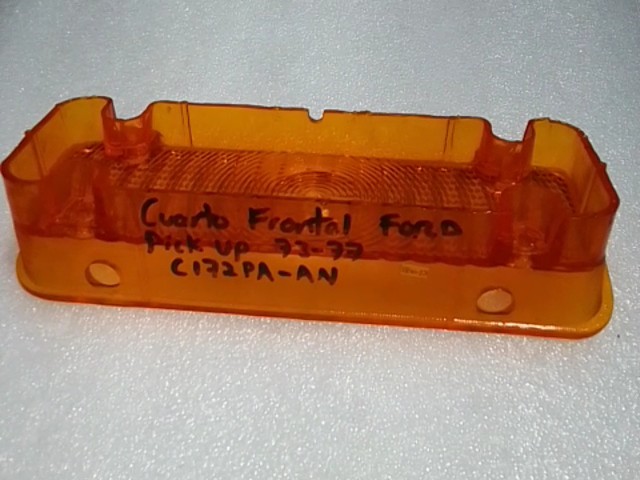 Cuarto Frontal FORD
Pick-UP 73-77
C172PA-AN